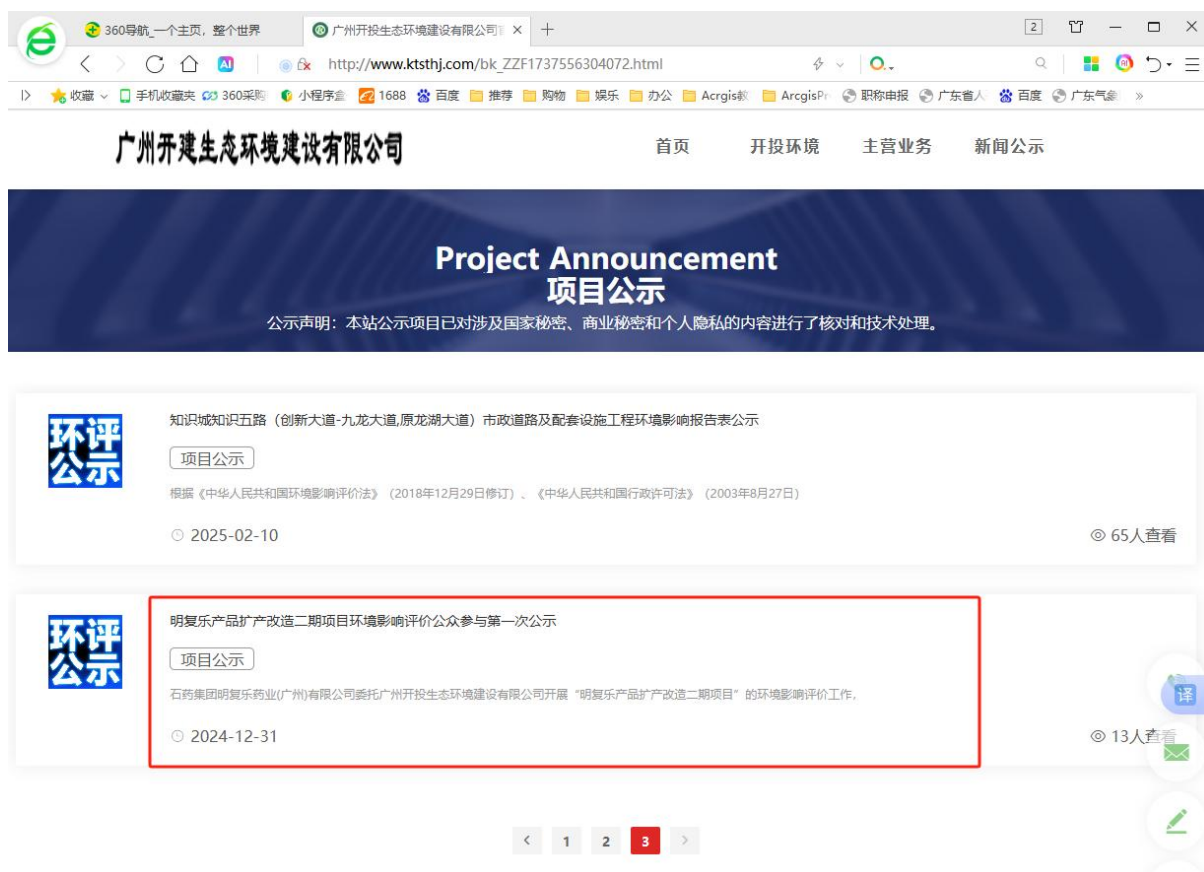 360导航_一个主页，整个世界
广州开投生态环境建设有限公司
2
AI
http://www.ktsthj.com/bk_ZZF1737556304072.html
收藏
手机收藏夹
360采购
小程序盒
1688
百度
推荐
购物
娱乐
办公
Acrgis教
ArcgisPr
职称申报
广东省人
百度
广东气象
»
广州开建生态环境建设有限公司
首页
开投环境
主营业务
新闻公示
Project Announcement
项目公示
公示声明：本站公示项目已对涉及国家秘密、商业秘密和个人隐私的内容进行了核对和技术处理。
环评
公示
知识城知识五路（创新大道-九龙大道,原龙湖大道）市政道路及配套设施工程环境影响报告表公示
项目公示
根据《中华人民共和国环境影响评价法》（2018年12月29日修订）、《中华人民共和国行政许可法》（2003年8月27日）
2025-02-10
65人查看
环评
公示
明复乐产品扩产改造二期项目环境影响评价公众参与第一次公示
项目公示
石药集团明复乐药业(广州)有限公司委托广州开投生态环境建设有限公司开展“明复乐产品扩产改造二期项目”的环境影响评价工作,
2024-12-31
13人查看
译
1
2
3